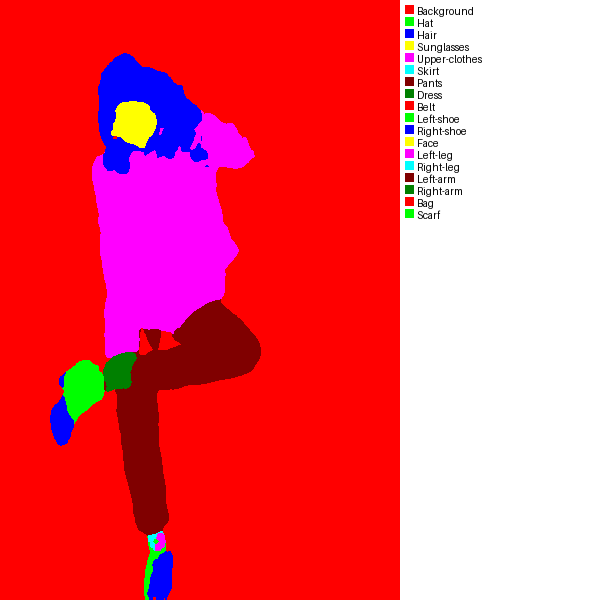 Background
Hat
Hair
Sunglasses
Upper-clothes
Skirt
Pants
Dress
Belt
Left-shoe
Right-shoe
Face
Left-leg
Right-leg
Left-arm
Right-arm
Bag
Scarf